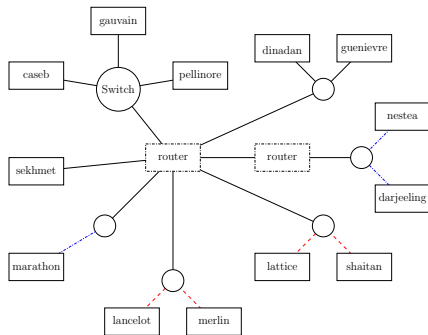 gauvain
dinadan
guenievre
caseb
Switch
pellinore
nestea
router
router
sekhmet
darjeeling
marathon
lattice
shaitan
lancelot
merlin